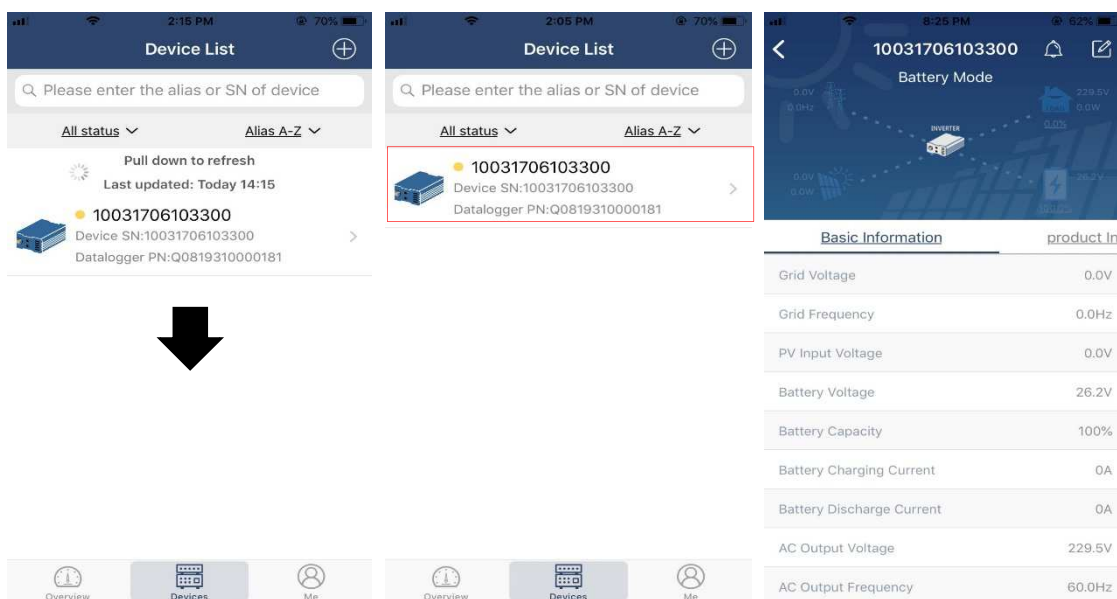 2:15 PM
70%
Device List
Please enter the alias or SN of device
All status
Alias A-Z
Pull down to refresh
Last updated: Today 14:15
10031706103300
Device SN:10031706103300
Datalogger PN:Q0819310000181
Overview
Devices
Me
2:05 PM
70%
Device List
Please enter the alias or SN of device
All status
Alias A-Z
10031706103300
Device SN:10031706103300
Datalogger PN:Q0819310000181
Overview
Devices
Me
8:25 PM
62%
10031706103300
Battery Mode
0.0V
0.0Hz
229.5V
0.0W
0.0%
INVERTER
0.0V
0.0W
26.2V
100.0%
Basic Information
product In
Grid Voltage 0.0V
Grid Frequency 0.0Hz
PV Input Voltage 0.0V
Battery Voltage 26.2V
Battery Capacity 100%
Battery Charging Current 0A
Battery Discharge Current 0A
AC Output Voltage 229.5V
AC Output Frequency 60.0Hz